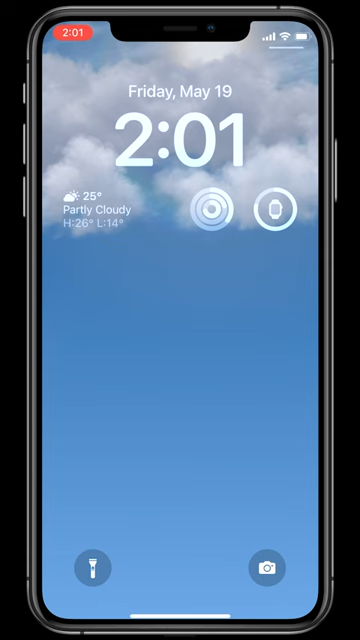 2:01
Friday, May 19
2:01
25°
Partly Cloudy
H:26° L:14°